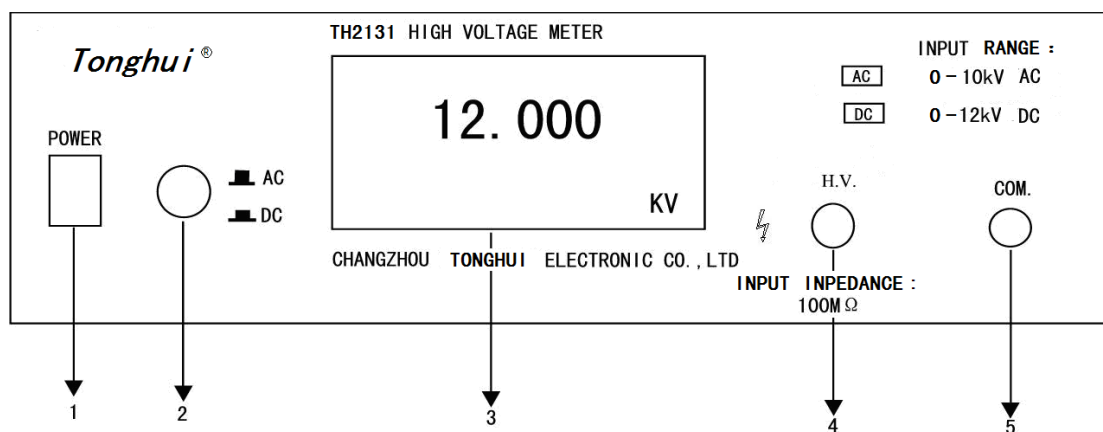 Tonghui®
TH2131 HIGH VOLTAGE METER
12.000
KV
INPUT RANGE :
AC 0-10kV AC
DC 0-12kV DC
POWER
AC
DC
H.V.
COM.
CHANGZHOU TONGHUI ELECTRONIC CO.,LTD
INPUT INPEDANCE :
100MΩ
1
2
3
4
5